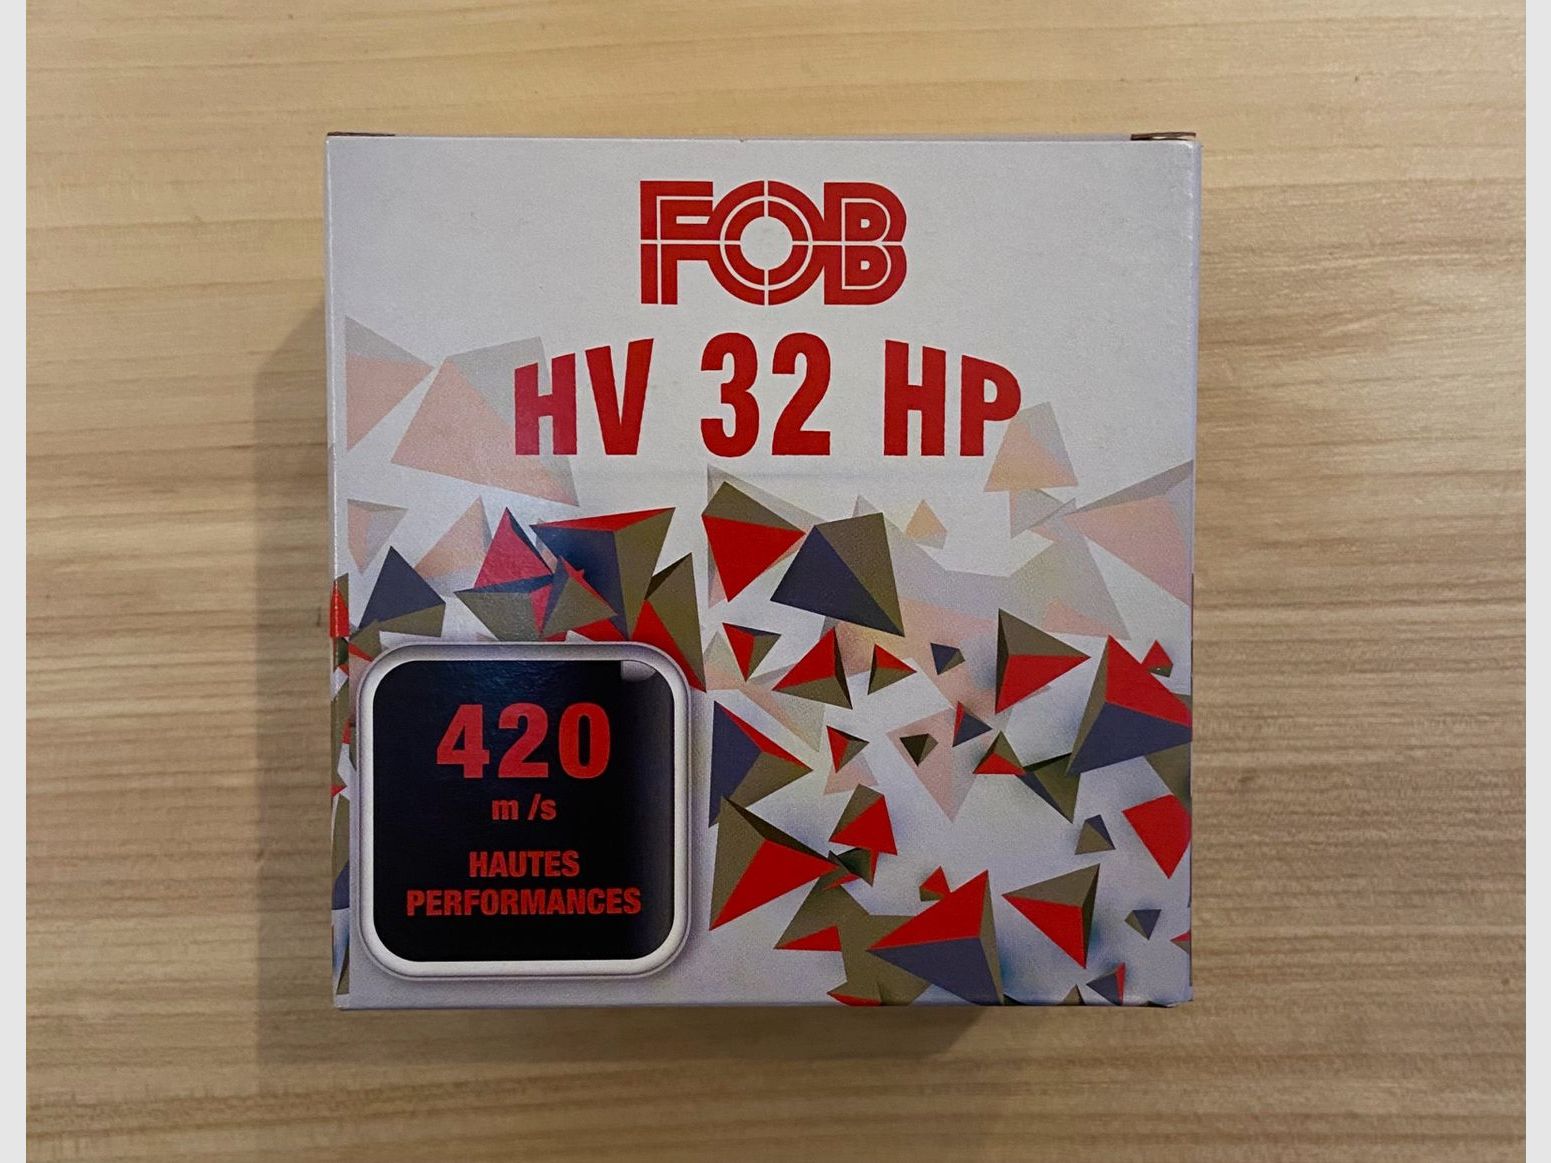 FOB
HV 32 HP
420
m /s
HAUTES
PERFORMANCES